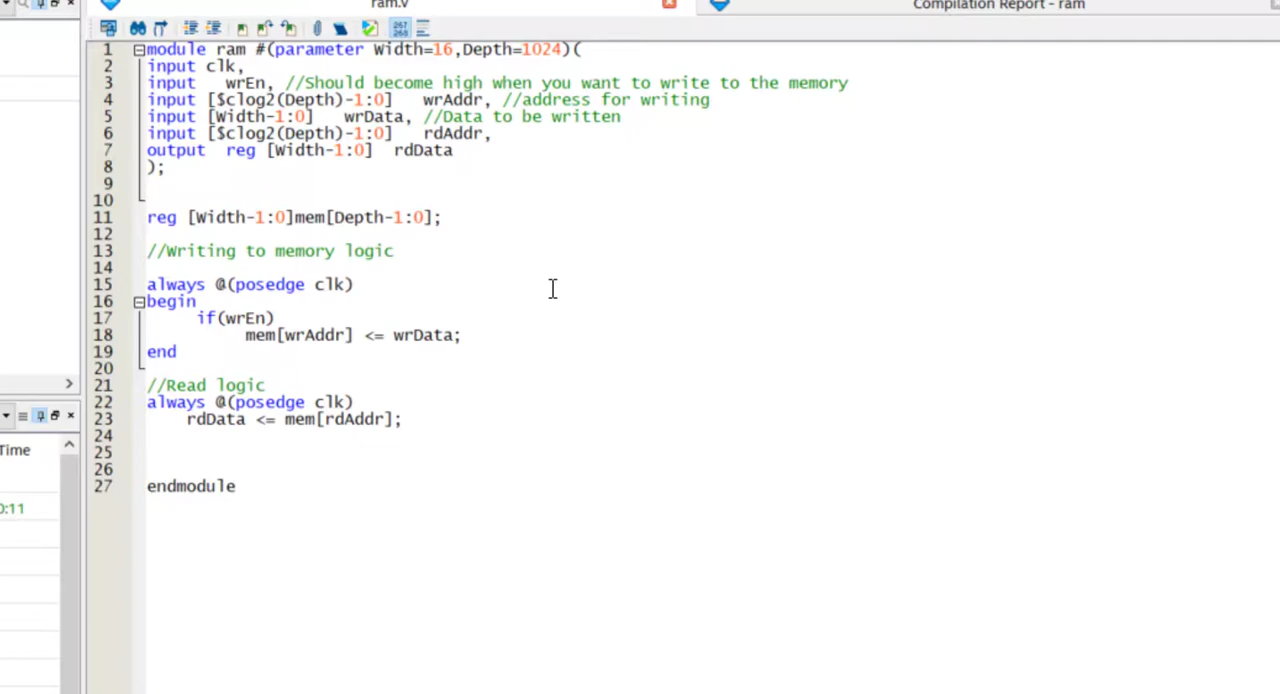 ram.v
Compilation Report - ram
1 module ram #(parameter Width=16,Depth=1024)(
2 input clk,
3 input wrEn, //Should become high when you want to write to the memory
4 input [$clog2(Depth)-1:0] wrAddr, //address for writing
5 input [Width-1:0] wrData, //Data to be written
6 input [$clog2(Depth)-1:0] rdAddr,
7 output reg [Width-1:0] rdData
8 );
9
10
11 reg [Width-1:0]mem[Depth-1:0];
12
13 //Writing to memory logic
14
15 always @(posedge clk)
16 begin
17 if(wrEn)
18 mem[wrAddr] <= wrData;
19 end
20
21 //Read logic
22 always @(posedge clk)
23 rdData <= mem[rdAddr];
24
25
26
27 endmodule
Time
0:11
267
268